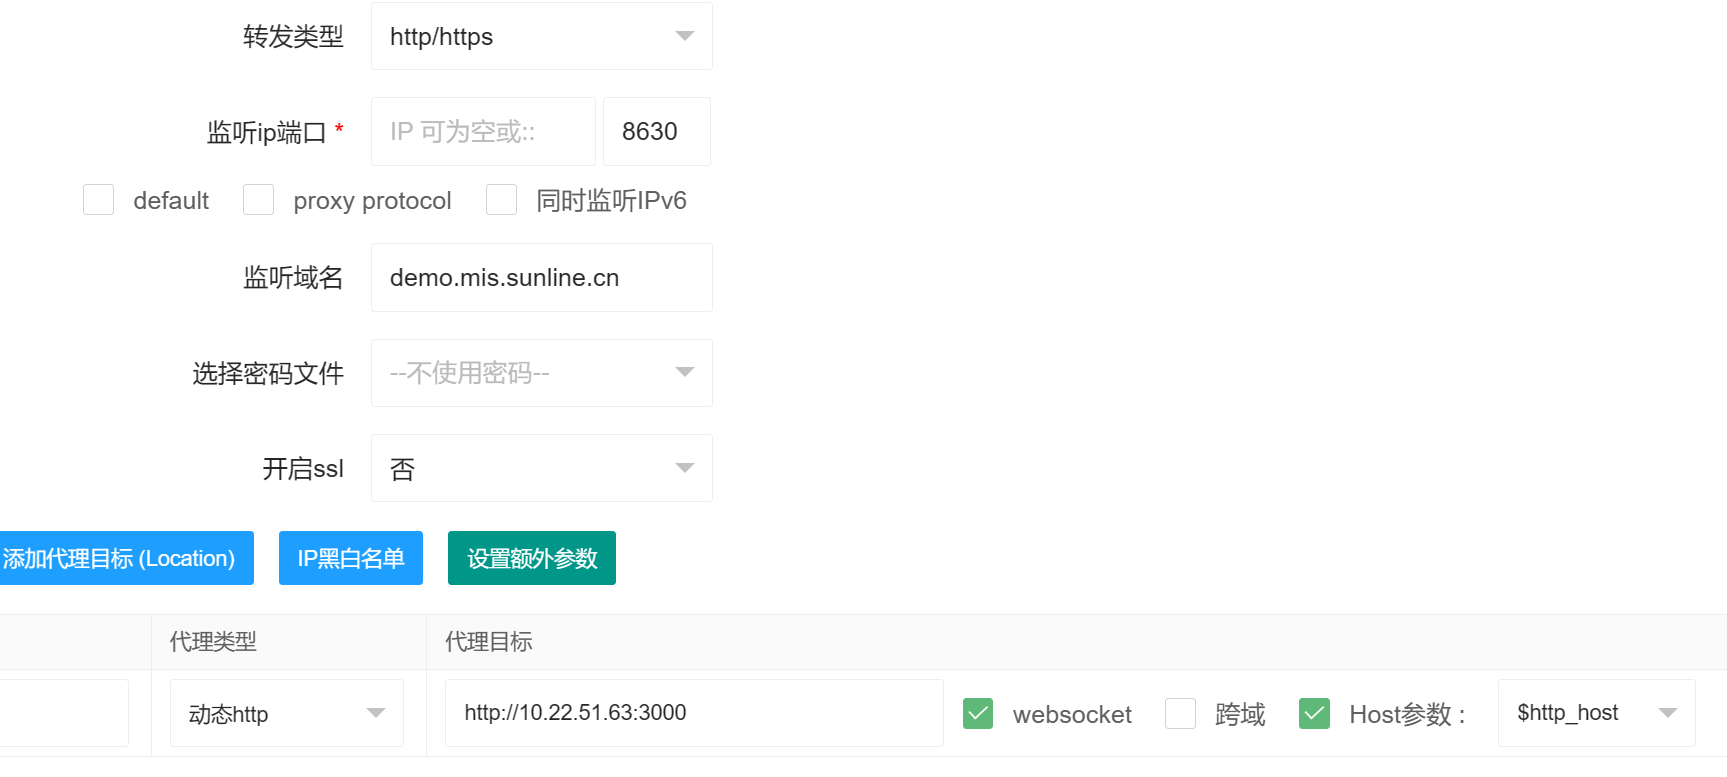 转发类型 http/https
监听ip端口 * IP 可为空或:: 8630
default proxy protocol 同时监听IPv6
监听域名 demo.mis.sunline.cn
选择密码文件 --不使用密码--
开启ssl 否
添加代理目标 (Location) IP黑白名单 设置额外参数
代理类型 代理目标
动态http http://10.22.51.63:3000 websocket 跨域 Host参数 : $http_host